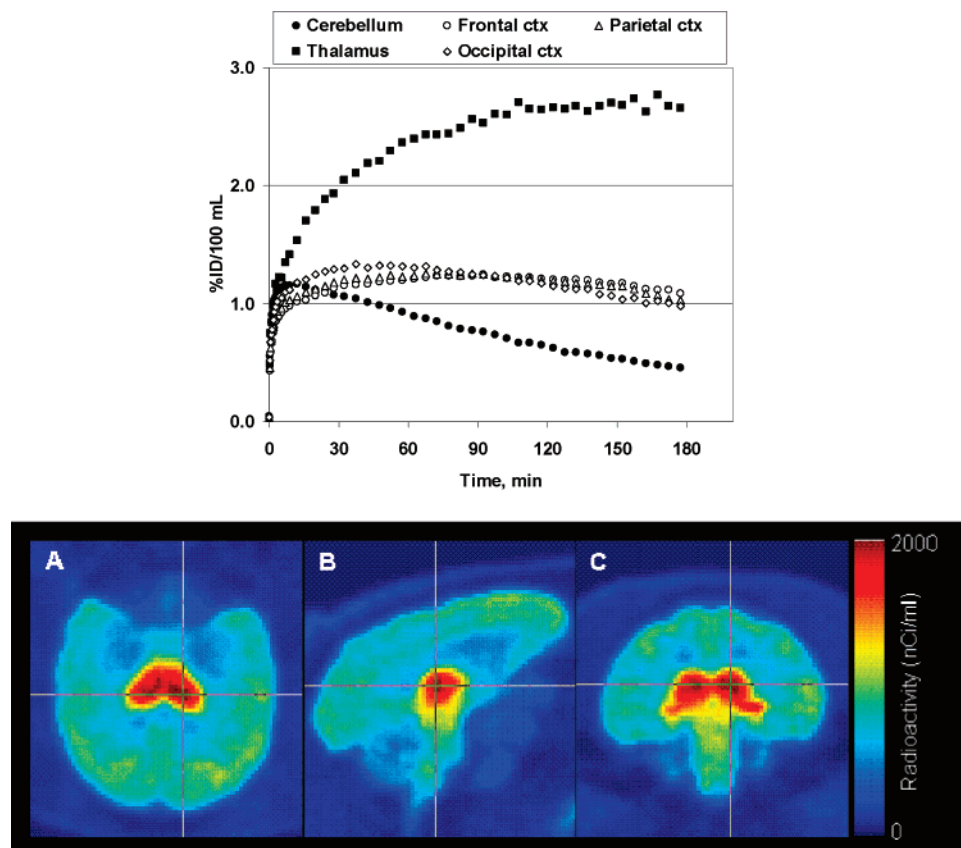 Cerebellum Frontal ctx Parietal ctx
Thalamus Occipital ctx
3.0
2.0
1.0
0.0
%ID/100 mL
0 30 60 90 120 150 180
Time, min
A B C
2000
Radioactivity (nCi/ml)
0